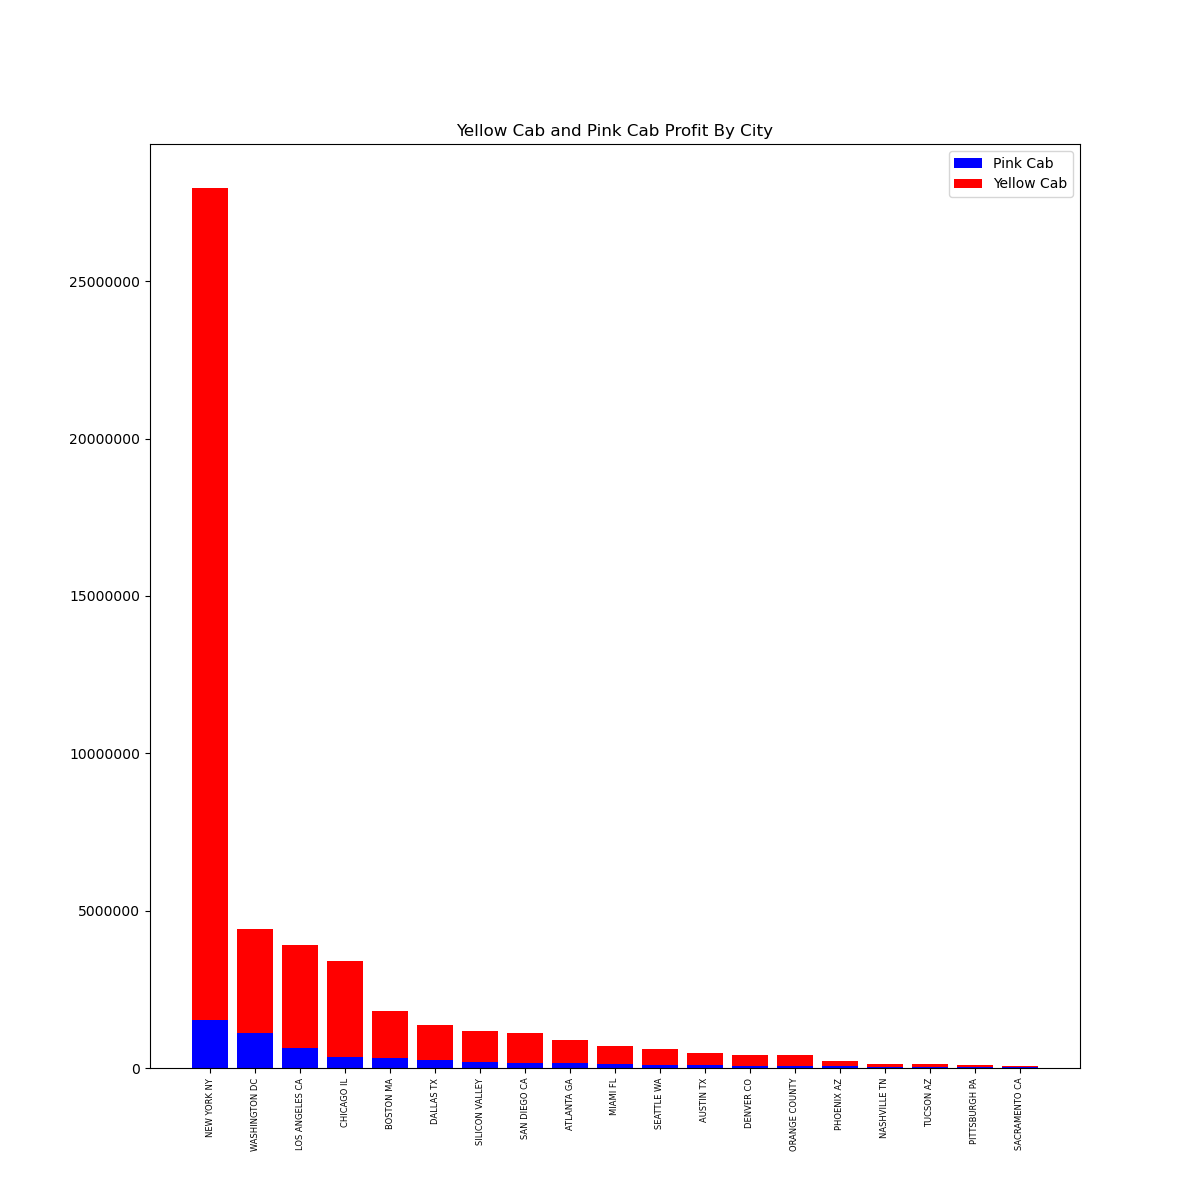 Yellow Cab and Pink Cab Profit By City
Pink Cab
Yellow Cab
25000000
20000000
15000000
10000000
5000000
0
NEW YORK NY
WASHINGTON DC
LOS ANGELES CA
CHICAGO IL
BOSTON MA
DALLAS TX
SILICON VALLEY
SAN DIEGO CA
ATLANTA GA
MIAMI FL
SEATTLE WA
AUSTIN TX
DENVER CO
ORANGE COUNTY
PHOENIX AZ
NASHVILLE TN
TUCSON AZ
PITTSBURGH PA
SACRAMENTO CA